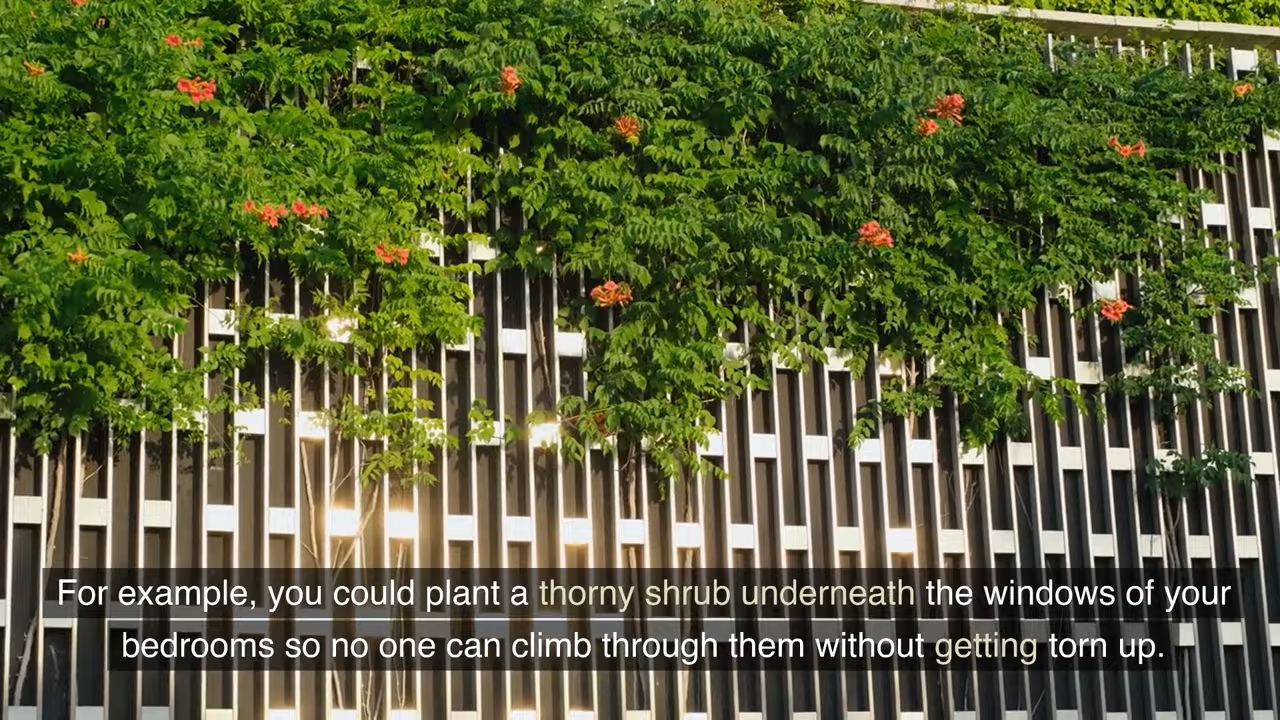 For example, you could plant a thorny shrub underneath the windows of your
bedrooms so no one can climb through them without getting torn up.